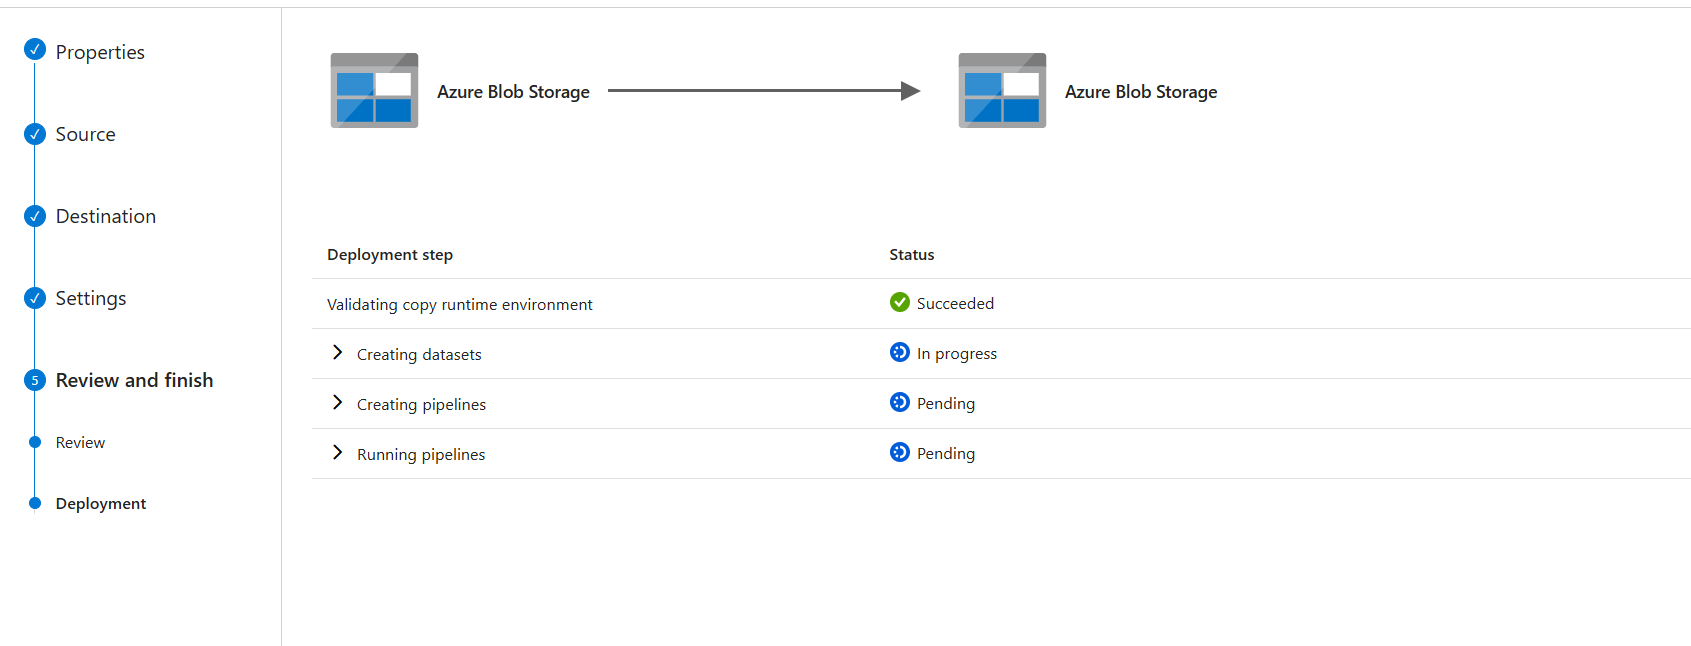 Properties
Source
Destination
Settings
5 Review and finish
Review
Deployment
Azure Blob Storage
Azure Blob Storage
Deployment step Status
Validating copy runtime environment Succeeded
Creating datasets In progress
Creating pipelines Pending
Running pipelines Pending